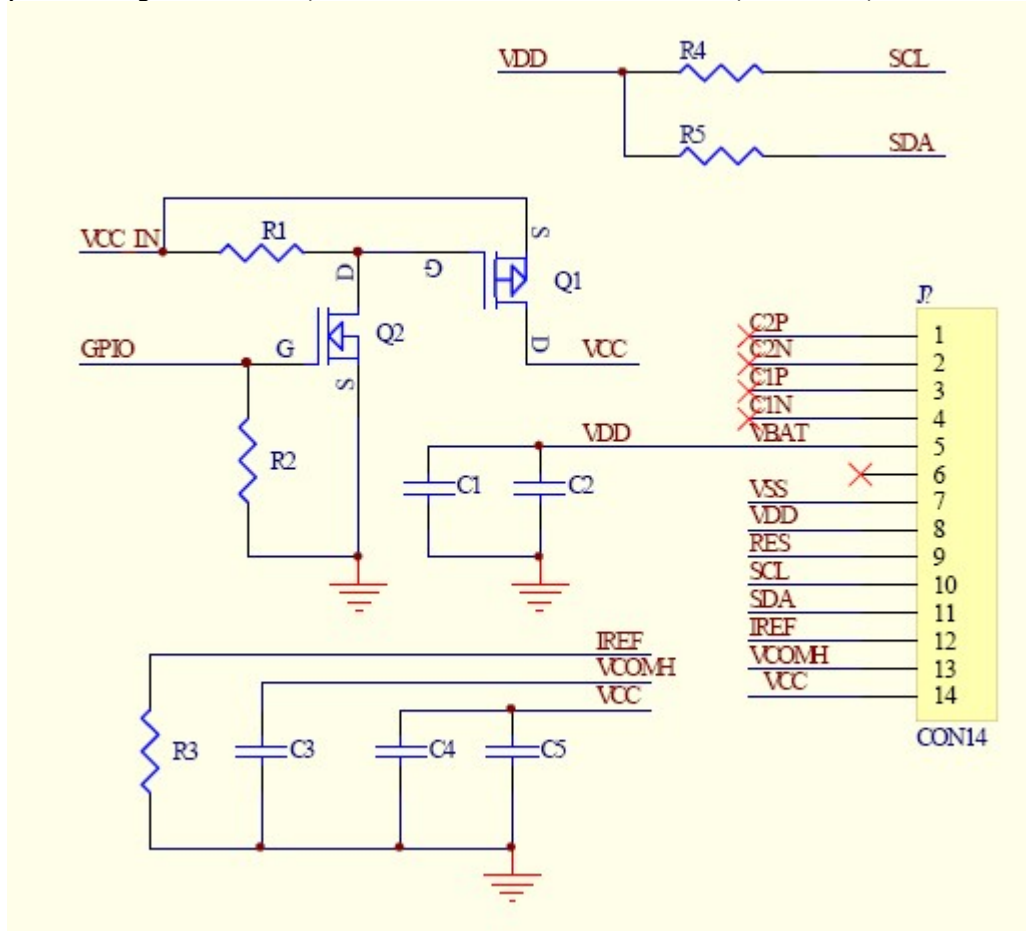 VDD R4 SCL
R5 SDA
VCC IN R1 S
D G Q1
GPIO G Q2 D VCC
S
R2
VDD
C1 C2
J?
C2P 1
C2N 2
C1P 3
C1N 4
VBAT 5
6
VSS 7
VDD 8
RES 9
SCL 10
SDA 11
IREF 12
VCOMH 13
VCC 14
CON14
IREF
VCOMH
VCC
R3 C3 C4 C5